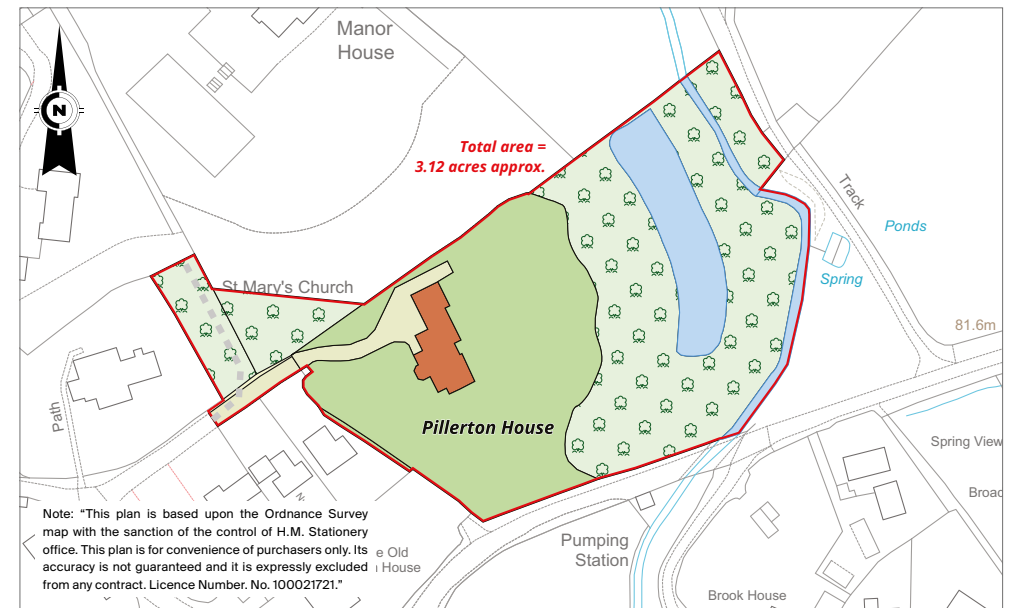 Manor
House
N
Total area =
3.12 acres approx.
Track
Ponds
Spring
St Mary's Church
81.6m
Path
Pillerton House
Spring View
Broad
Note: “This plan is based upon the Ordnance Survey
map with the sanction of the control of H.M. Stationery
office. This plan is for convenience of purchasers only. Its
accuracy is not guaranteed and it is expressly excluded
from any contract. Licence Number. No. 100021721.”
e Old
House
Pumping
Station
Brook House